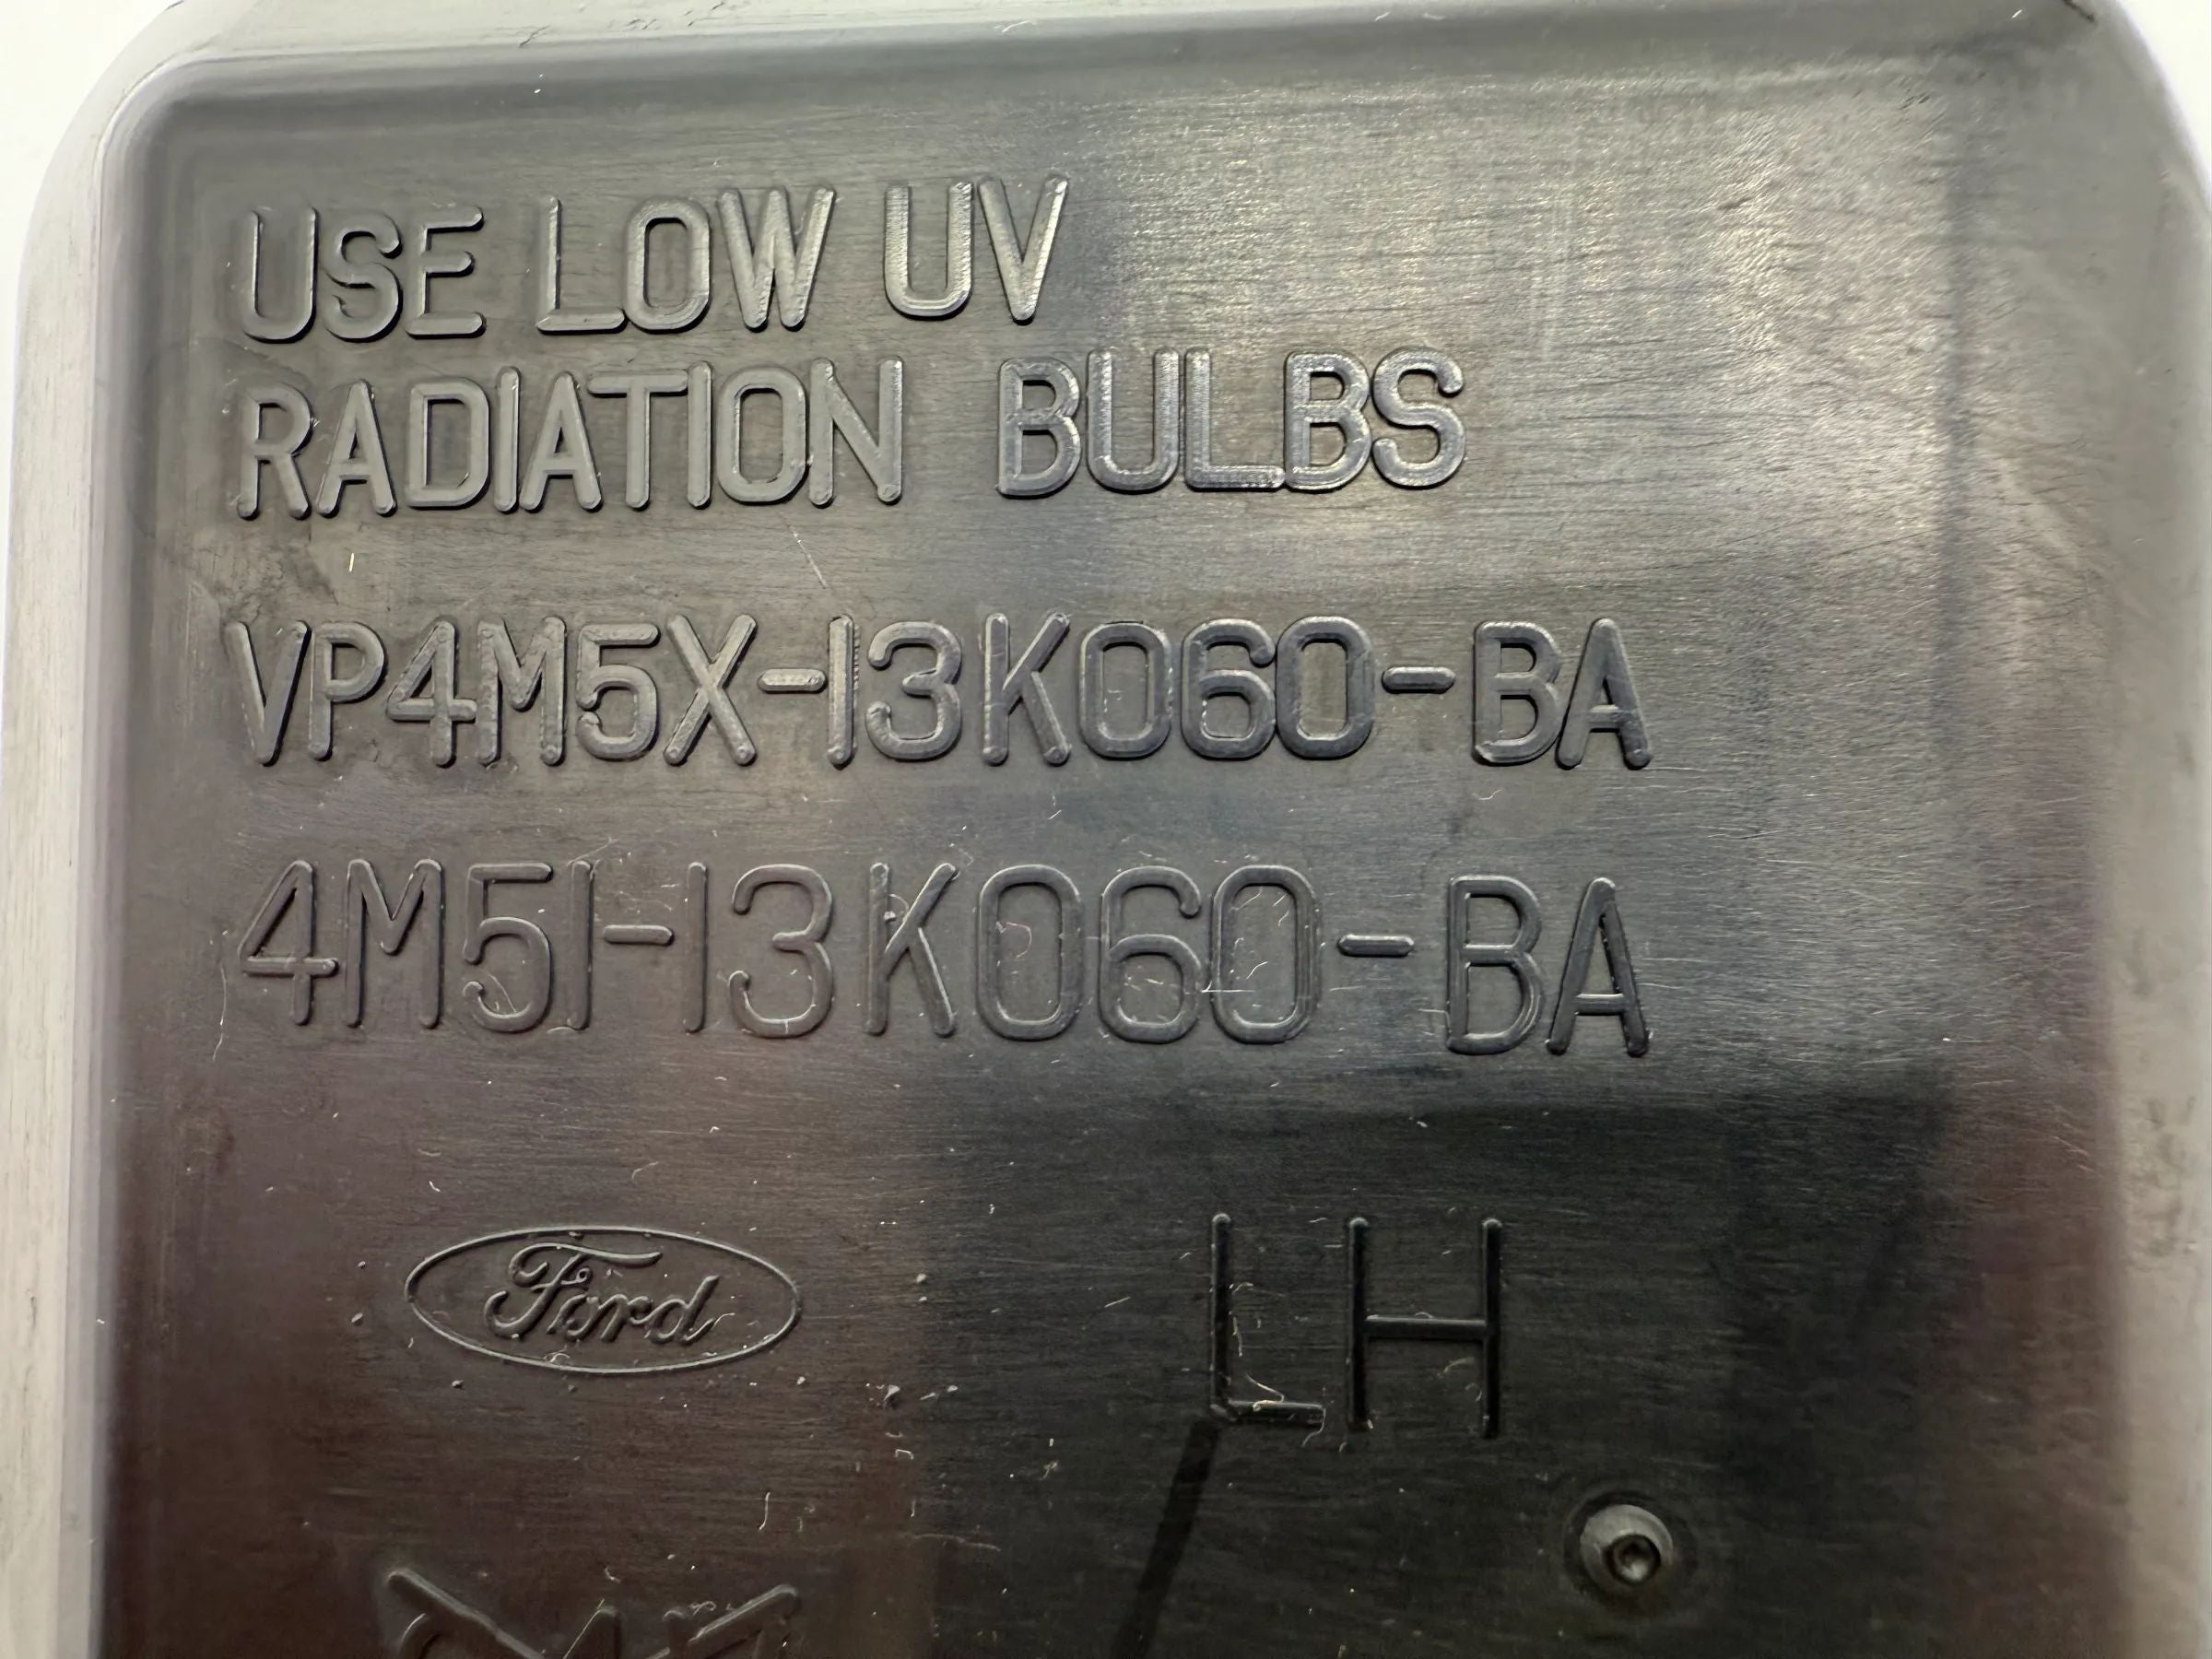 USE LOW UV
RADIATION BULBS
VP4M5X-13K060-BA
4M51-13K060-BA
Ford
LH